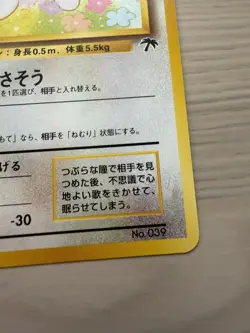 ン：身長0.5m、体重5.5kg
さそう
を1匹選び、相手と入れ替える。
もて」なら、相手を「ねむり」状態にする。
げる
-30
つぶらな瞳で相手を見
つめた後、不思議で心
地よい歌をきかせて、
眠らせてしまう。
No.039